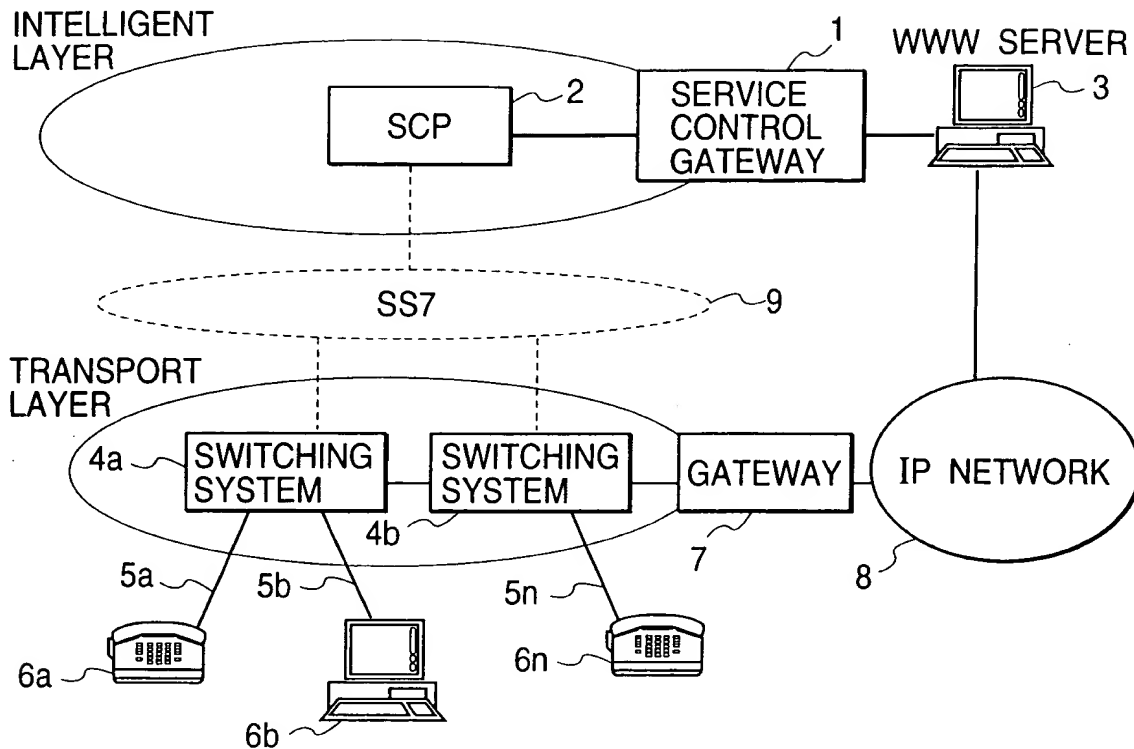 INTELLIGENT
LAYER
1
WWW SERVER
3
2
SCP
SERVICE
CONTROL
GATEWAY
SS7
9
TRANSPORT
LAYER
4a
SWITCHING
SYSTEM
SWITCHING
SYSTEM
4b
GATEWAY
7
IP NETWORK
8
5a
5b
5n
6a
6b
6n